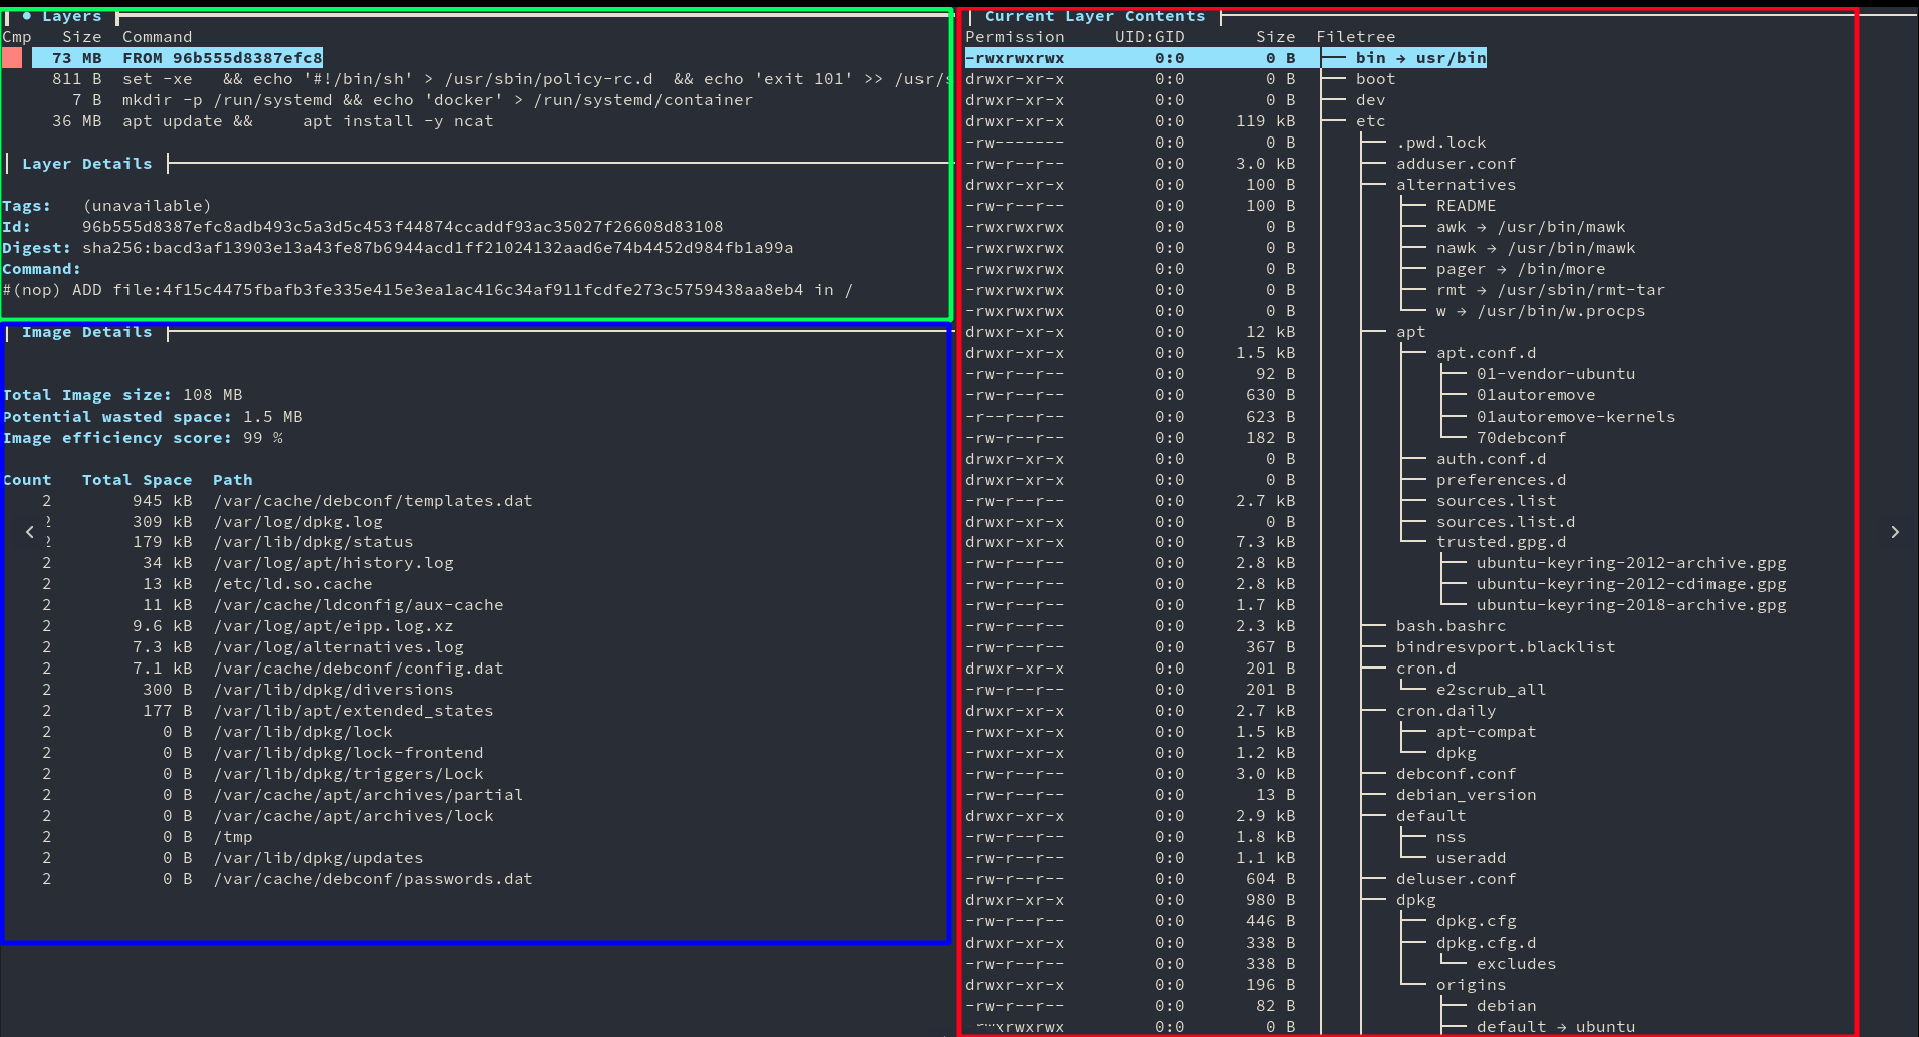 ● Layers
Cmp Size Command
73 MB FROM 96b555d8387efc8
811 B set -xe && echo '#!/bin/sh' > /usr/sbin/policy-rc.d && echo 'exit 101' >> /usr/s
7 B mkdir -p /run/systemd && echo 'docker' > /run/systemd/container
36 MB apt update && apt install -y ncat
Layer Details
Tags: (unavailable)
Id: 96b555d8387efc8adb493c5a3d5c453f44874ccaddf93ac35027f26608d83108
Digest: sha256:bacd3af13903e13a43fe87b6944acd1ff21024132aad6e74b4452d984fb1a99a
Command:
#(nop) ADD file:4f15c4475fbafb3fe335e415e3ea1ac416c34af911fcdfe273c5759438aa8eb4 in /
Image Details
Total Image size: 108 MB
Potential wasted space: 1.5 MB
Image efficiency score: 99 %
Count Total Space Path
2 945 kB /var/cache/debconf/templates.dat
2 309 kB /var/log/dpkg.log
2 179 kB /var/lib/dpkg/status
2 34 kB /var/log/apt/history.log
2 13 kB /etc/ld.so.cache
2 11 kB /var/cache/ldconfig/aux-cache
2 9.6 kB /var/log/apt/eipp.log.xz
2 7.3 kB /var/log/alternatives.log
2 7.1 kB /var/cache/debconf/config.dat
2 300 B /var/lib/dpkg/diversions
2 177 B /var/lib/apt/extended_states
2 0 B /var/lib/dpkg/lock
2 0 B /var/lib/dpkg/lock-frontend
2 0 B /var/lib/dpkg/triggers/Lock
2 0 B /var/cache/apt/archives/partial
2 0 B /var/cache/apt/archives/lock
2 0 B /tmp
2 0 B /var/lib/dpkg/updates
2 0 B /var/cache/debconf/passwords.dat
Current Layer Contents
Permission UID:GID Size Filetree
-rwxrwxrwx 0:0 0 B ├── bin → usr/bin
drwxr-xr-x 0:0 0 B ├── boot
drwxr-xr-x 0:0 0 B ├── dev
drwxr-xr-x 0:0 119 kB ├── etc
-rw------- 0:0 0 B │ ├── .pwd.lock
-rw-r--r-- 0:0 3.0 kB │ ├── adduser.conf
drwxr-xr-x 0:0 100 B │ ├── alternatives
-rw-r--r-- 0:0 100 B │ │ ├── README
-rwxrwxrwx 0:0 0 B │ │ ├── awk → /usr/bin/mawk
-rwxrwxrwx 0:0 0 B │ │ ├── nawk → /usr/bin/mawk
-rwxrwxrwx 0:0 0 B │ │ ├── pager → /bin/more
-rwxrwxrwx 0:0 0 B │ │ ├── rmt → /usr/sbin/rmt-tar
-rwxrwxrwx 0:0 0 B │ │ └── w → /usr/bin/w.procps
drwxr-xr-x 0:0 12 kB │ ├── apt
drwxr-xr-x 0:0 1.5 kB │ │ ├── apt.conf.d
-rw-r--r-- 0:0 92 B │ │ │ ├── 01-vendor-ubuntu
-rw-r--r-- 0:0 630 B │ │ │ ├── 01autoremove
-r--r--r-- 0:0 623 B │ │ │ ├── 01autoremove-kernels
-rw-r--r-- 0:0 182 B │ │ │ └── 70debconf
drwxr-xr-x 0:0 0 B │ │ ├── auth.conf.d
drwxr-xr-x 0:0 0 B │ │ ├── preferences.d
-rw-r--r-- 0:0 2.7 kB │ │ ├── sources.list
drwxr-xr-x 0:0 0 B │ │ ├── sources.list.d
drwxr-xr-x 0:0 7.3 kB │ │ └── trusted.gpg.d
-rw-r--r-- 0:0 2.8 kB │ │ ├── ubuntu-keyring-2012-archive.gpg
-rw-r--r-- 0:0 2.8 kB │ │ ├── ubuntu-keyring-2012-cdimage.gpg
-rw-r--r-- 0:0 1.7 kB │ │ └── ubuntu-keyring-2018-archive.gpg
-rw-r--r-- 0:0 2.3 kB │ ├── bash.bashrc
-rw-r--r-- 0:0 367 B │ ├── bindresvport.blacklist
drwxr-xr-x 0:0 201 B │ ├── cron.d
-rw-r--r-- 0:0 201 B │ │ └── e2scrub_all
drwxr-xr-x 0:0 2.7 kB │ ├── cron.daily
-rwxr-xr-x 0:0 1.5 kB │ │ ├── apt-compat
-rwxr-xr-x 0:0 1.2 kB │ │ └── dpkg
-rw-r--r-- 0:0 3.0 kB │ ├── debconf.conf
-rw-r--r-- 0:0 13 B │ ├── debian_version
drwxr-xr-x 0:0 2.9 kB │ ├── default
-rw-r--r-- 0:0 1.8 kB │ │ ├── nss
-rw-r--r-- 0:0 1.1 kB │ │ └── useradd
-rw-r--r-- 0:0 604 B │ ├── deluser.conf
drwxr-xr-x 0:0 980 B │ ├── dpkg
-rw-r--r-- 0:0 446 B │ │ ├── dpkg.cfg
drwxr-xr-x 0:0 338 B │ │ ├── dpkg.cfg.d
-rw-r--r-- 0:0 338 B │ │ │ └── excludes
drwxr-xr-x 0:0 196 B │ │ └── origins
-rw-r--r-- 0:0 82 B │ │ ├── debian
xrwxrwx 0:0 0 B │ │ ├── default → ubuntu